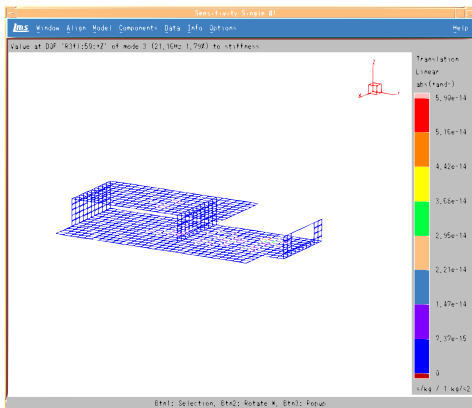 Sensitivity Single #1
lms Window Align Model Components Data Info Options Help
Value at DOF
of mode 3 (21.16Hz 1.79%) to stiffness
Translation
Linear
abs(rand-)
5.90e-14
5.16e-14
4.42e-14
3.68e-14
2.95e-14
2.21e-14
1.47e-14
7.37e-15
0
/kg / 1 kg/s2
Btn1: Selection, Btn2: Rotate M, Btn3: Popup